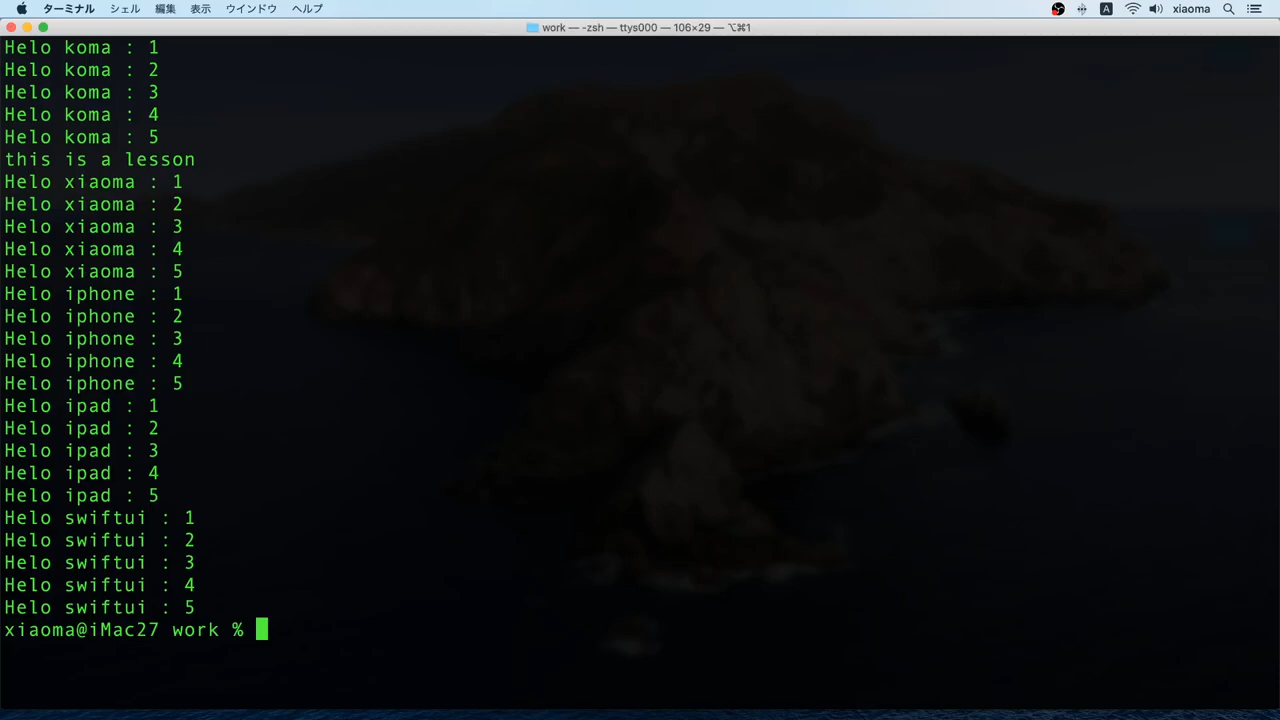 ターミナル シェル 編集 表示 ウインドウ ヘルプ A xiaoma
work — -zsh — ttys000 — 106×29 — ⌥⌘1
Helo koma : 1
Helo koma : 2
Helo koma : 3
Helo koma : 4
Helo koma : 5
this is a lesson
Helo xiaoma : 1
Helo xiaoma : 2
Helo xiaoma : 3
Helo xiaoma : 4
Helo xiaoma : 5
Helo iphone : 1
Helo iphone : 2
Helo iphone : 3
Helo iphone : 4
Helo iphone : 5
Helo ipad : 1
Helo ipad : 2
Helo ipad : 3
Helo ipad : 4
Helo ipad : 5
Helo swiftui : 1
Helo swiftui : 2
Helo swiftui : 3
Helo swiftui : 4
Helo swiftui : 5
xiaoma@iMac27 work %